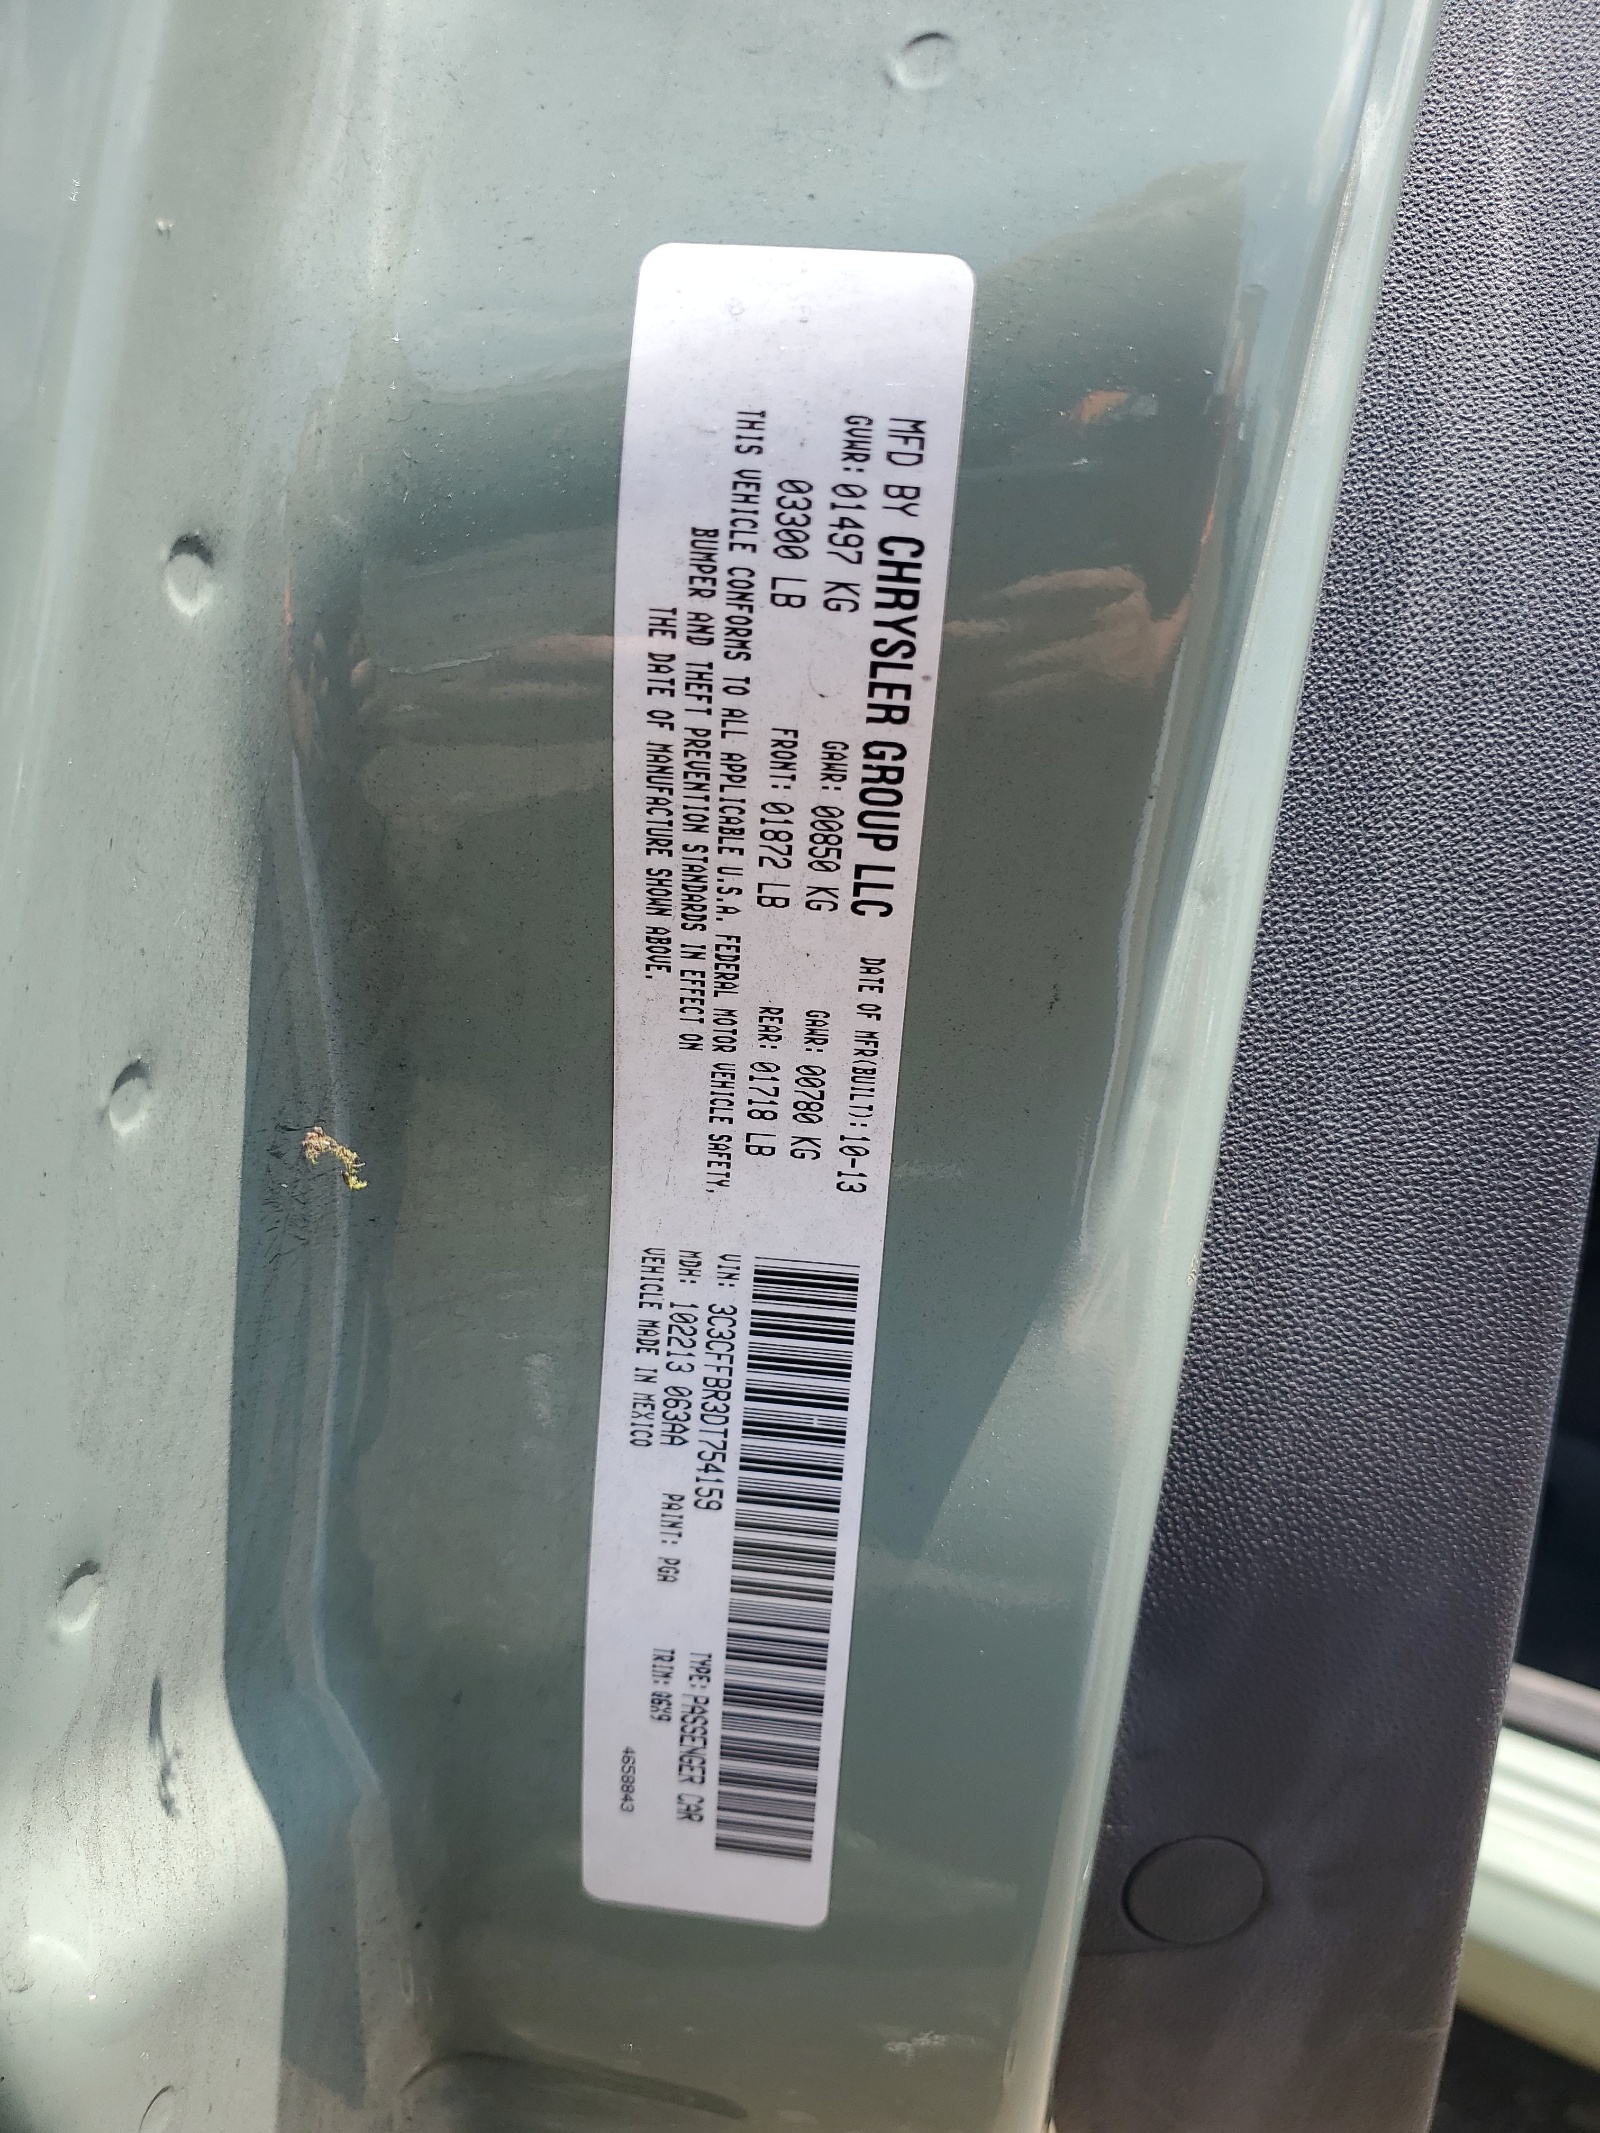 MFD BY CHRYSLER GROUP LLC DATE OF MFR(BUILT): 10-13
GVWR: 01497 KG GAWR: 00850 KG GAWR: 00780 KG
03300 LB FRONT: 01872 LB REAR: 01718 LB
THIS VEHICLE CONFORMS TO ALL APPLICABLE U.S.A. FEDERAL MOTOR VEHICLE SAFETY,
BUMPER AND THEFT PREVENTION STANDARDS IN EFFECT ON
THE DATE OF MANUFACTURE SHOWN ABOVE.
VIN: 3C3CFFBR3DT754159 TYPE: PASSENGER CAR
MDH: 102213 063AA PAINT: PGA TRIM: Q6X9
VEHICLE MADE IN MEXICO 4658843